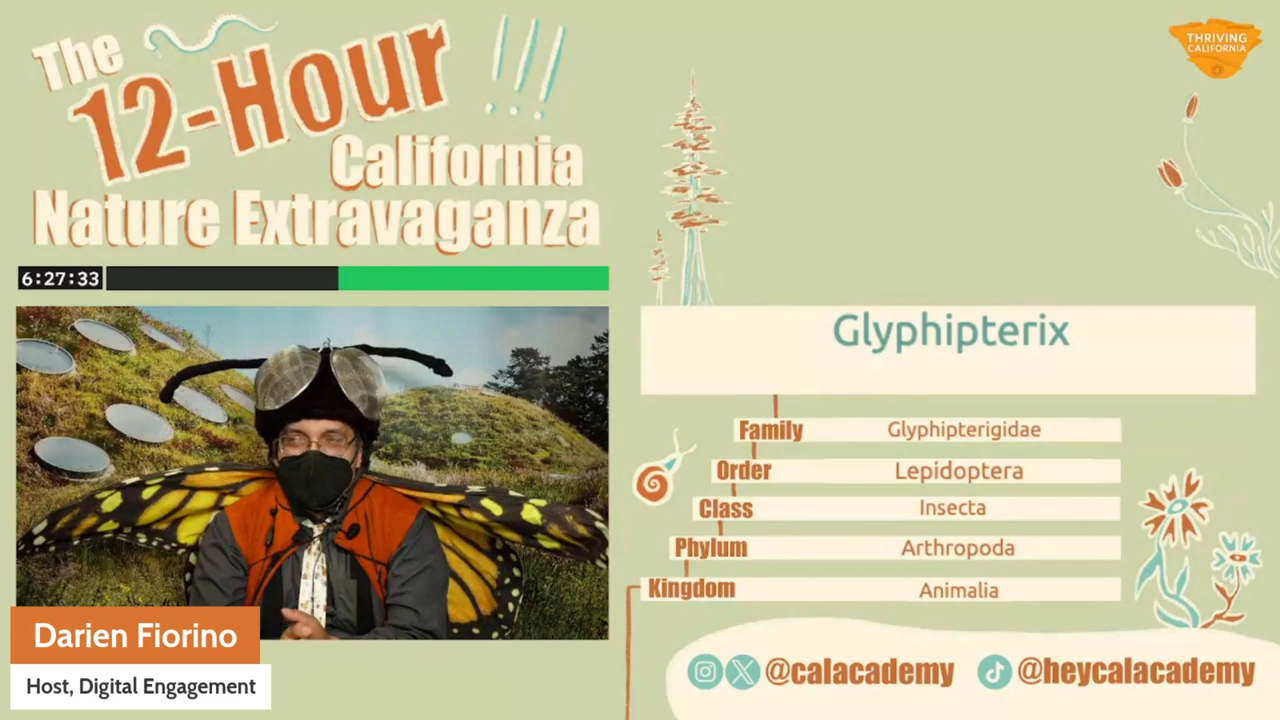 The
12-Hour!!!
California
Nature Extravaganza
THRIVING
CALIFORNIA
6:27:33
Glyphipterix
Family Glyphipterigidae
Order Lepidoptera
Class Insecta
Phylum Arthropoda
Kingdom Animalia
Darien Fiorino
Host, Digital Engagement
@calacademy @heycalacademy